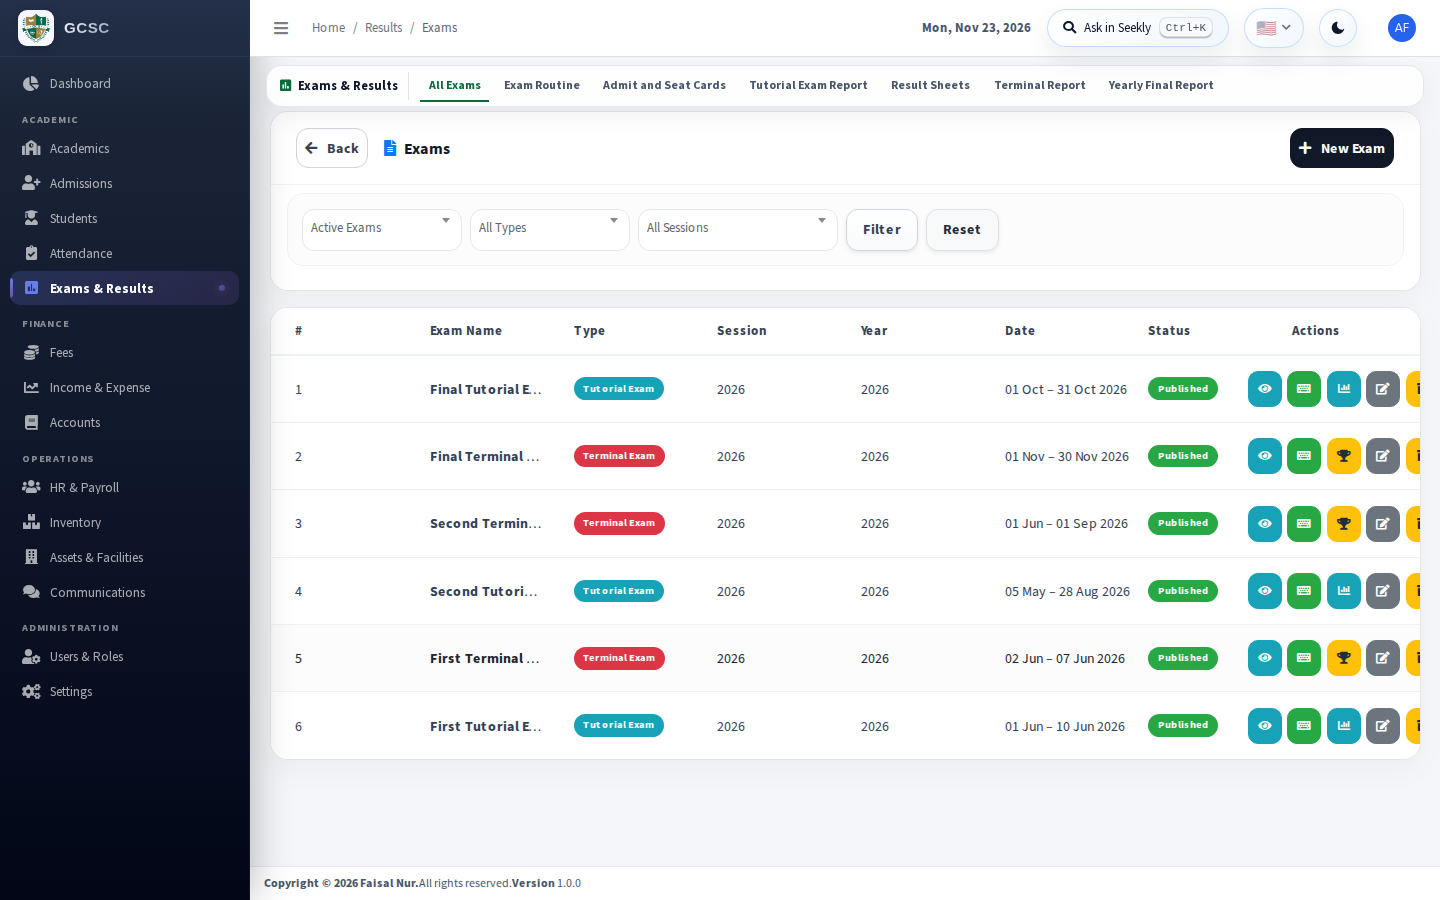 GCSC
Home / Results / Exams
Mon, Nov 23, 2026
Ask in Seekly Ctrl+K
AF
Dashboard
ACADEMIC
Academics
Admissions
Students
Attendance
Exams & Results
FINANCE
Fees
Income & Expense
Accounts
OPERATIONS
HR & Payroll
Inventory
Assets & Facilities
Communications
ADMINISTRATION
Users & Roles
Settings
Exams & Results All Exams Exam Routine Admit and Seat Cards Tutorial Exam Report Result Sheets Terminal Report Yearly Final Report
Back Exams New Exam
Active Exams All Types All Sessions Filter Reset
# Exam Name Type Session Year Date Status Actions
1 Final Tutorial E... Tutorial Exam 2026 2026 01 Oct – 31 Oct 2026 Published
2 Final Terminal ... Terminal Exam 2026 2026 01 Nov – 30 Nov 2026 Published
3 Second Termin... Terminal Exam 2026 2026 01 Jun – 01 Sep 2026 Published
4 Second Tutori... Tutorial Exam 2026 2026 05 May – 28 Aug 2026 Published
5 First Terminal ... Terminal Exam 2026 2026 02 Jun – 07 Jun 2026 Published
6 First Tutorial E... Tutorial Exam 2026 2026 01 Jun – 10 Jun 2026 Published
Copyright © 2026 Faisal Nur.All rights reserved.Version 1.0.0